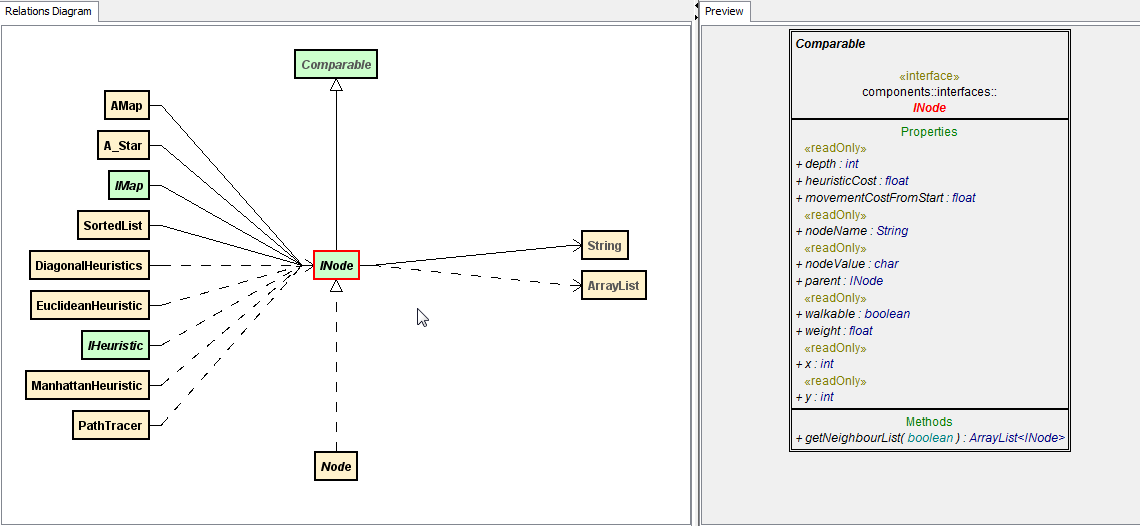 Relations Diagram
Comparable
AMap
A_Star
IMap
SortedList
DiagonalHeuristics
EuclideanHeuristic
IHeuristic
ManhattanHeuristic
PathTracer
INode
String
ArrayList
Node
Preview
Comparable
«interface»
components::interfaces::
INode
Properties
«readOnly»
+ depth : int
+ heuristicCost : float
+ movementCostFromStart : float
«readOnly»
+ nodeName : String
«readOnly»
+ nodeValue : char
+ parent : INode
«readOnly»
+ walkable : boolean
+ weight : float
«readOnly»
+ x : int
«readOnly»
+ y : int
Methods
+ getNeighbourList( boolean ) : ArrayList<INode>